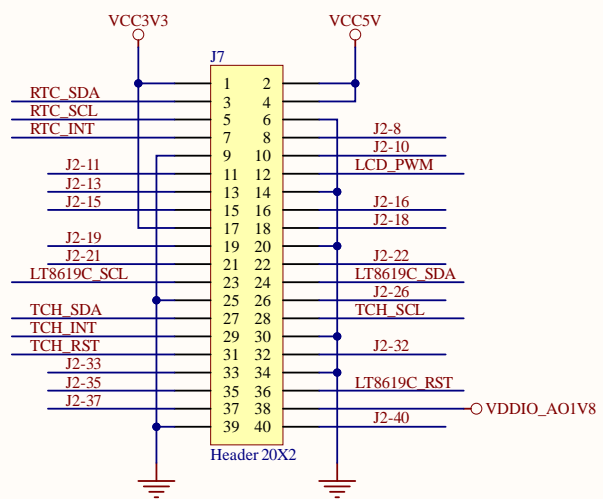 VCC3V3 VCC5V
J7
1 2
RTC_SDA 3 4
RTC_SCL 5 6
RTC_INT 7 8 J2-8
9 10 J2-10
J2-11 11 12 LCD_PWM
J2-13 13 14
J2-15 15 16 J2-16
17 18 J2-18
J2-19 19 20
J2-21 21 22 J2-22
LT8619C_SCL 23 24 LT8619C_SDA
25 26 J2-26
TCH_SDA 27 28 TCH_SCL
TCH_INT 29 30
TCH_RST 31 32 J2-32
J2-33 33 34
J2-35 35 36 LT8619C_RST
J2-37 37 38 VDDIO_AO1V8
39 40 J2-40
Header 20X2